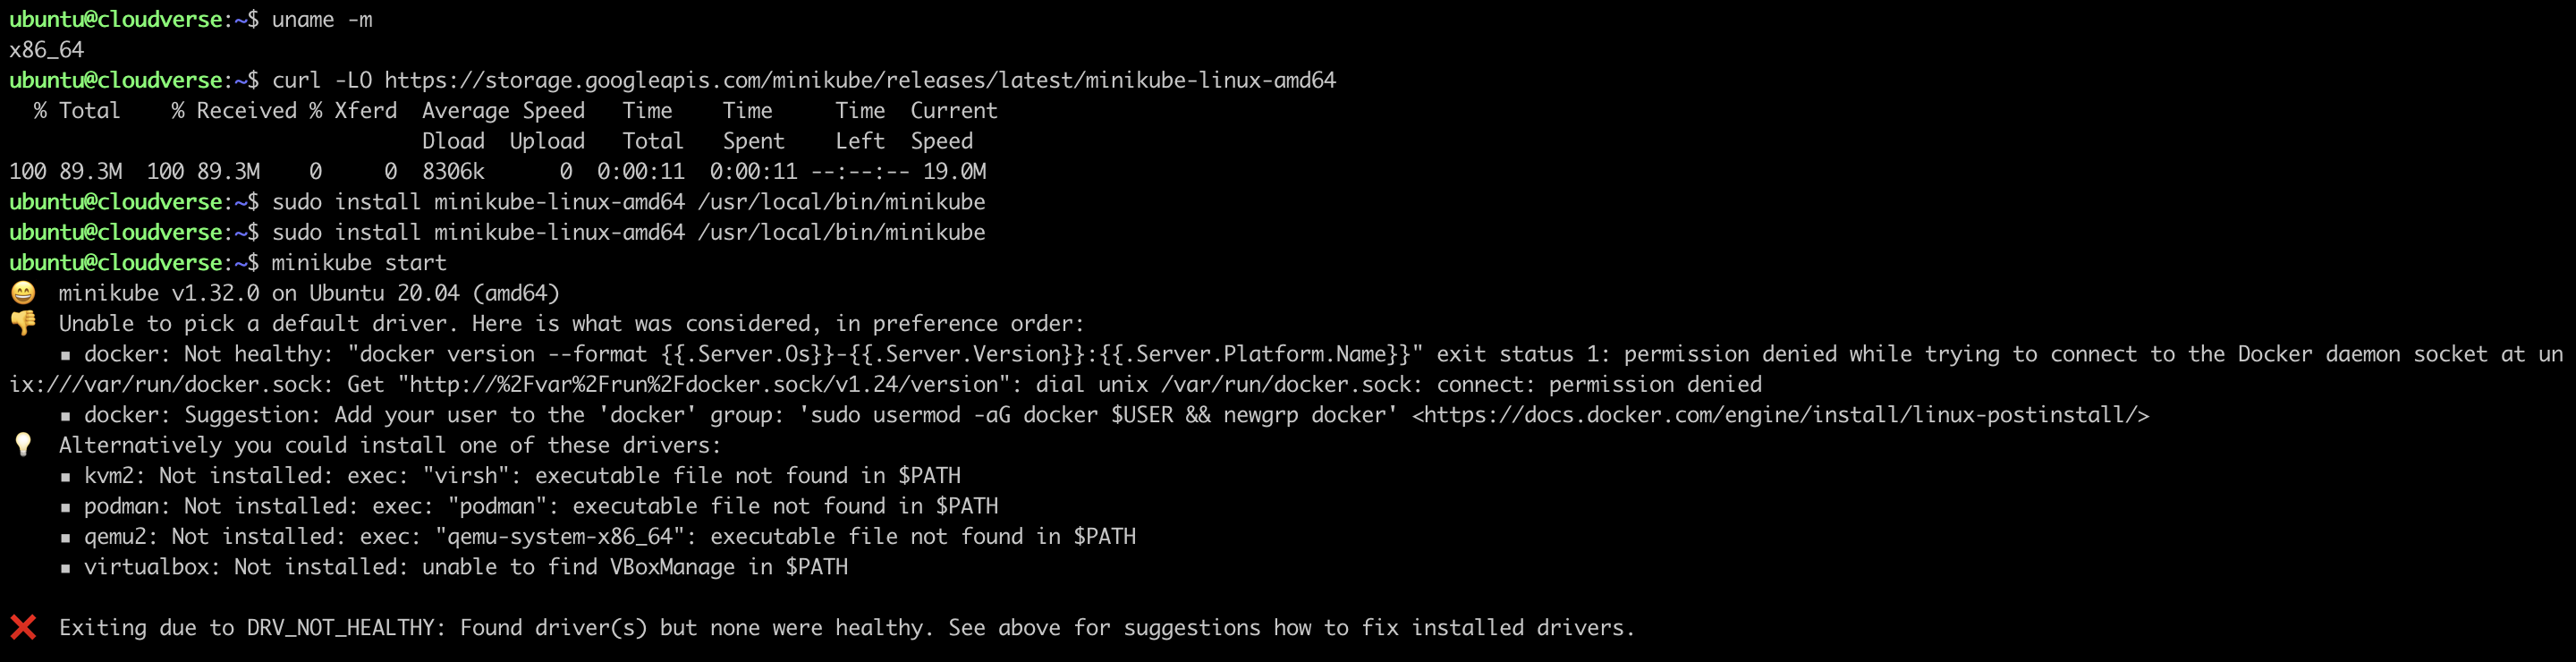 ubuntu@cloudverse:~$ uname -m
x86_64
ubuntu@cloudverse:~$ curl -LO https://storage.googleapis.com/minikube/releases/latest/minikube-linux-amd64
  % Total    % Received % Xferd  Average Speed   Time    Time     Time  Current
                                 Dload  Upload   Total   Spent    Left  Speed
100 89.3M  100 89.3M    0     0  8306k      0  0:00:11  0:00:11 --:--:-- 19.0M
ubuntu@cloudverse:~$ sudo install minikube-linux-amd64 /usr/local/bin/minikube
ubuntu@cloudverse:~$ sudo install minikube-linux-amd64 /usr/local/bin/minikube
ubuntu@cloudverse:~$ minikube start
😄  minikube v1.32.0 on Ubuntu 20.04 (amd64)
👎  Unable to pick a default driver. Here is what was considered, in preference order:
    ▪ docker: Not healthy: "docker version --format {{.Server.Os}}-{{.Server.Version}}:{{.Server.Platform.Name}}" exit status 1: permission denied while trying to connect to the Docker daemon socket at un
ix:///var/run/docker.sock: Get "http://%2Fvar%2Frun%2Fdocker.sock/v1.24/version": dial unix /var/run/docker.sock: connect: permission denied
    ▪ docker: Suggestion: Add your user to the 'docker' group: 'sudo usermod -aG docker $USER && newgrp docker' <https://docs.docker.com/engine/install/linux-postinstall/>
💡  Alternatively you could install one of these drivers:
    ▪ kvm2: Not installed: exec: "virsh": executable file not found in $PATH
    ▪ podman: Not installed: exec: "podman": executable file not found in $PATH
    ▪ qemu2: Not installed: exec: "qemu-system-x86_64": executable file not found in $PATH
    ▪ virtualbox: Not installed: unable to find VBoxManage in $PATH
❌  Exiting due to DRV_NOT_HEALTHY: Found driver(s) but none were healthy. See above for suggestions how to fix installed drivers.